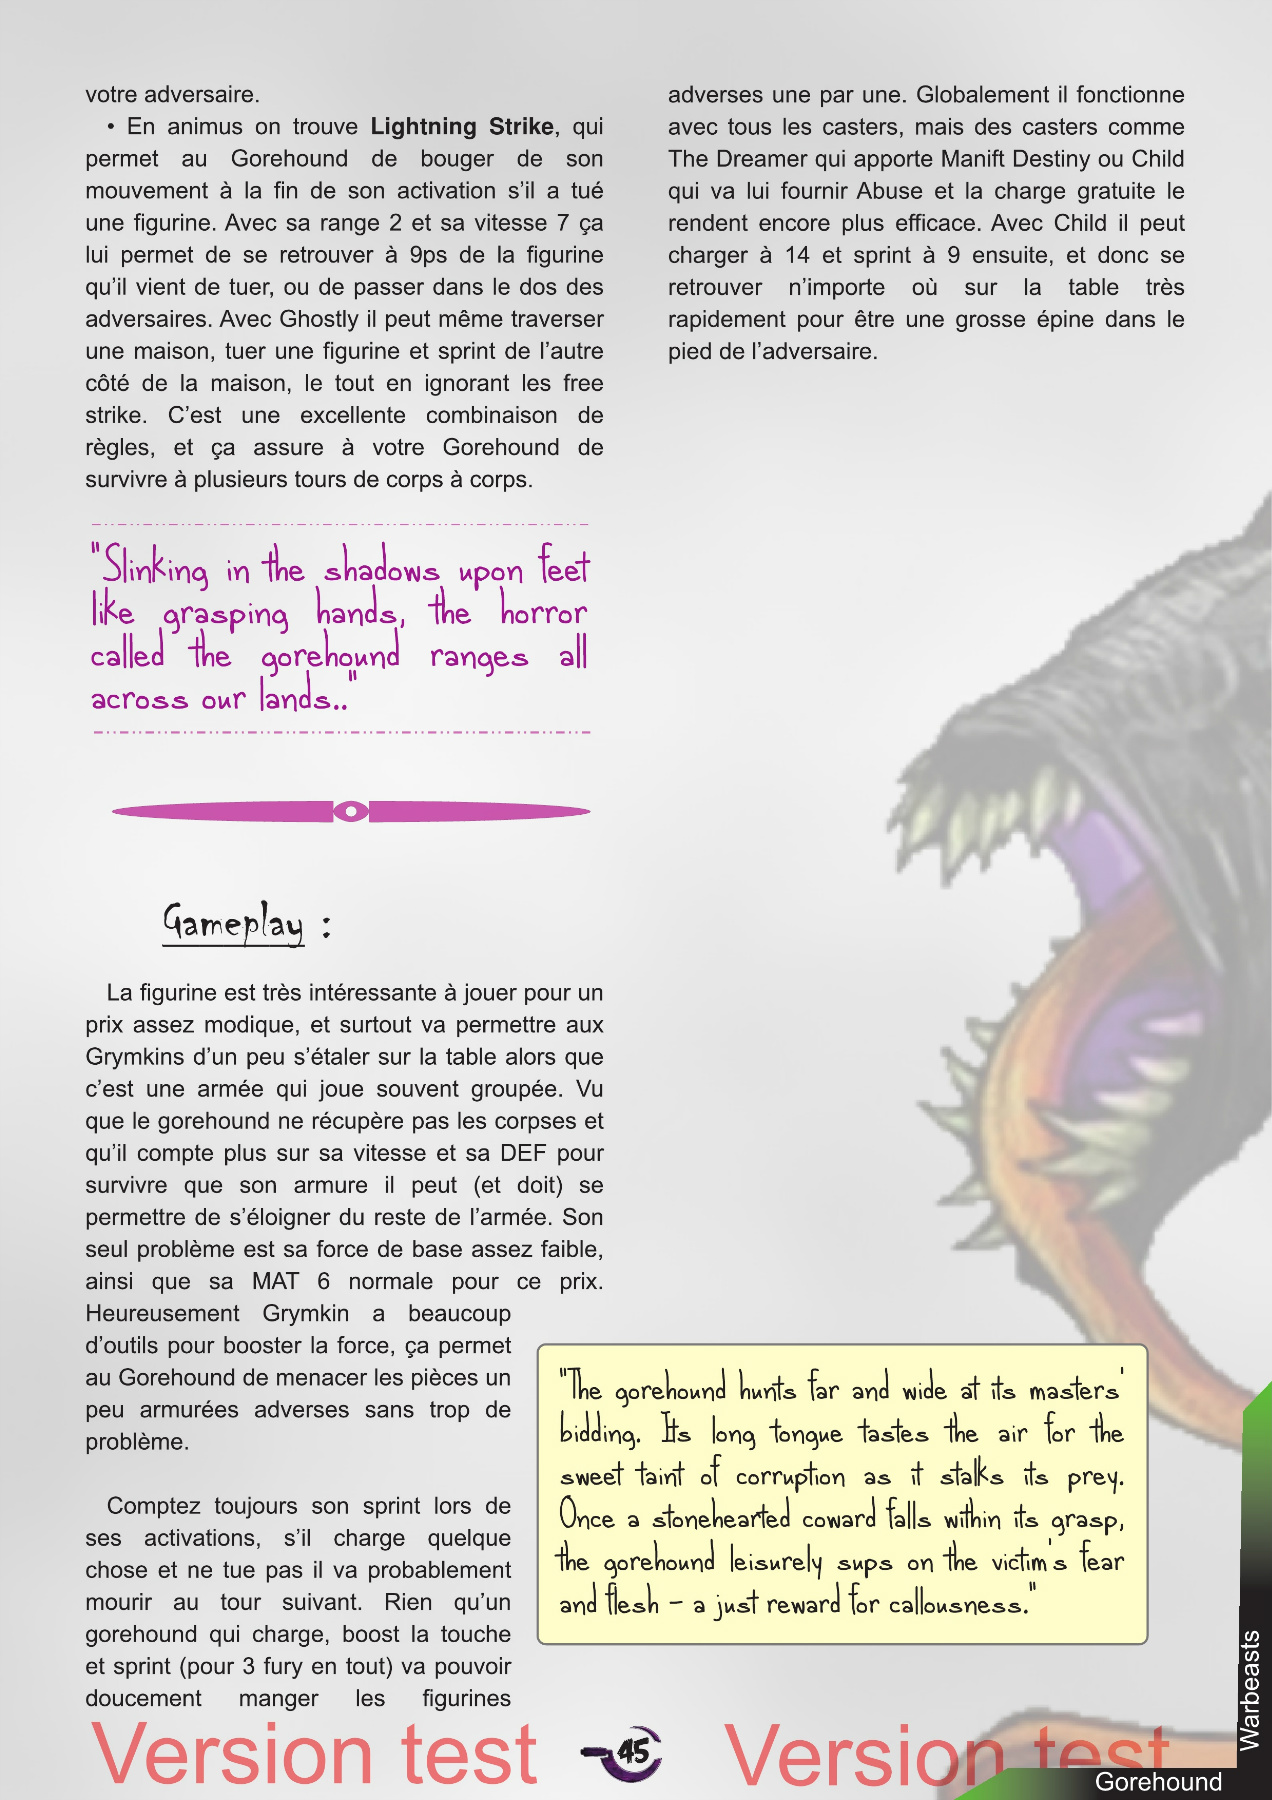 votre adversaire.
• En animus on trouve Lightning Strike, qui
permet au Gorehound de bouger de son
mouvement à la fin de son activation s’il a tué
une figurine. Avec sa range 2 et sa vitesse 7 ça
lui permet de se retrouver à 9ps de la figurine
qu’il vient de tuer, ou de passer dans le dos des
adversaires. Avec Ghostly il peut même traverser
une maison, tuer une figurine et sprint de l’autre
côté de la maison, le tout en ignorant les free
strike. C’est une excellente combinaison de
règles, et ça assure à votre Gorehound de
survivre à plusieurs tours de corps à corps.
"Slinking in the shadows upon feet
like grasping hands, the horror
called the gorehound ranges all
across our lands.."
Gameplay :
La figurine est très intéressante à jouer pour un
prix assez modique, et surtout va permettre aux
Grymkins d’un peu s’étaler sur la table alors que
c’est une armée qui joue souvent groupée. Vu
que le gorehound ne récupère pas les corpses et
qu’il compte plus sur sa vitesse et sa DEF pour
survivre que son armure il peut (et doit) se
permettre de s’éloigner du reste de l’armée. Son
seul problème est sa force de base assez faible,
ainsi que sa MAT 6 normale pour ce prix.
Heureusement Grymkin a beaucoup
d’outils pour booster la force, ça permet
au Gorehound de menacer les pièces un
peu armurées adverses sans trop de
problème.
Comptez toujours son sprint lors de
ses activations, s’il charge quelque
chose et ne tue pas il va probablement
mourir au tour suivant. Rien qu’un
gorehound qui charge, boost la touche
et sprint (pour 3 fury en tout) va pouvoir
doucement manger les figurines
adverses une par une. Globalement il fonctionne
avec tous les casters, mais des casters comme
The Dreamer qui apporte Manift Destiny ou Child
qui va lui fournir Abuse et la charge gratuite le
rendent encore plus efficace. Avec Child il peut
charger à 14 et sprint à 9 ensuite, et donc se
retrouver n’importe où sur la table très
rapidement pour être une grosse épine dans le
pied de l’adversaire.
"The gorehound hunts far and wide at its masters'
bidding. Its long tongue tastes the air for the
sweet taint of corruption as it stalks its prey.
Once a stonehearted coward falls within its grasp,
the gorehound leisurely sups on the victim's fear
and flesh – a just reward for callousness."
Warbeasts
Version test
45
Version test
Gorehound